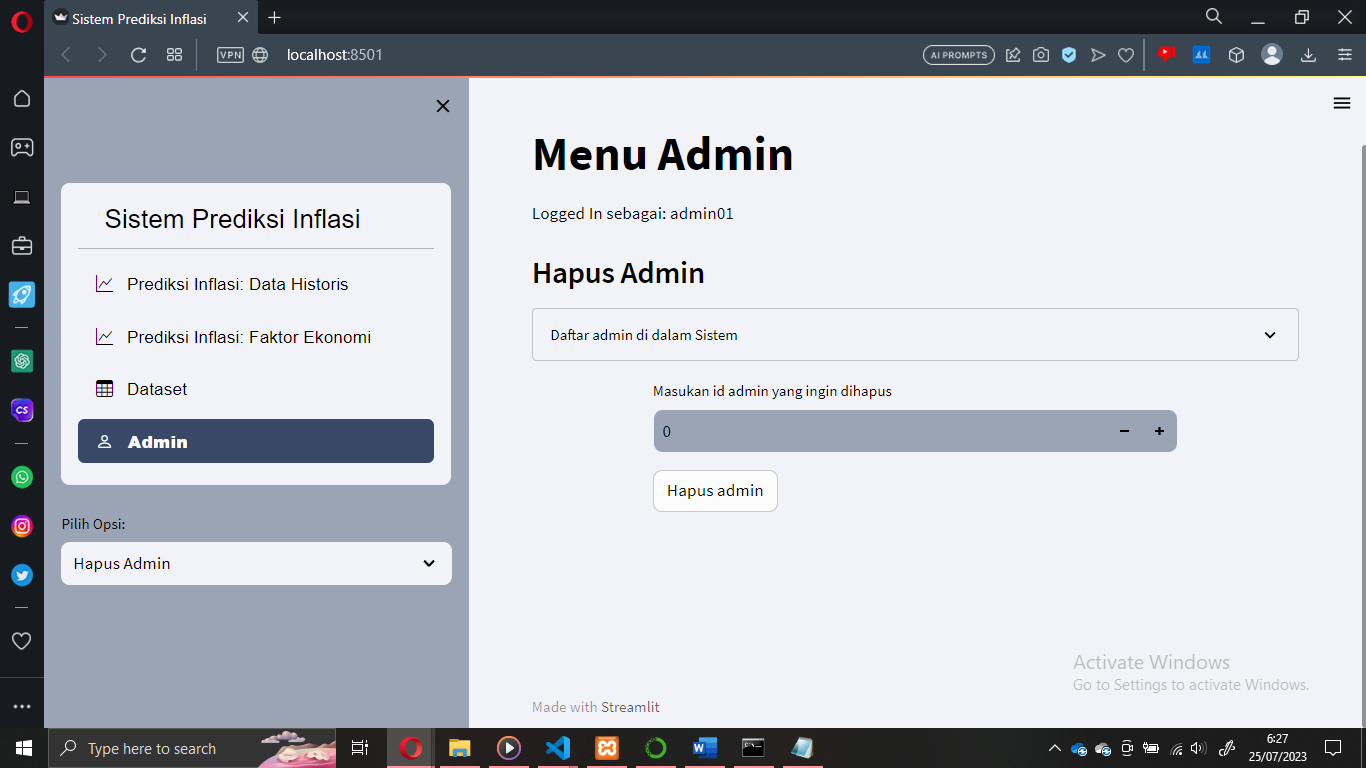 Sistem Prediksi Inflasi
VPN
localhost:8501
AI PROMPTS
Sistem Prediksi Inflasi
Prediksi Inflasi: Data Historis
Prediksi Inflasi: Faktor Ekonomi
Dataset
Admin
Pilih Opsi:
Hapus Admin
Menu Admin
Logged In sebagai: admin01
Hapus Admin
Daftar admin di dalam Sistem
Masukan id admin yang ingin dihapus
0
Hapus admin
Activate Windows
Go to Settings to activate Windows.
Made with Streamlit
CS
Type here to search
6:27
25/07/2023